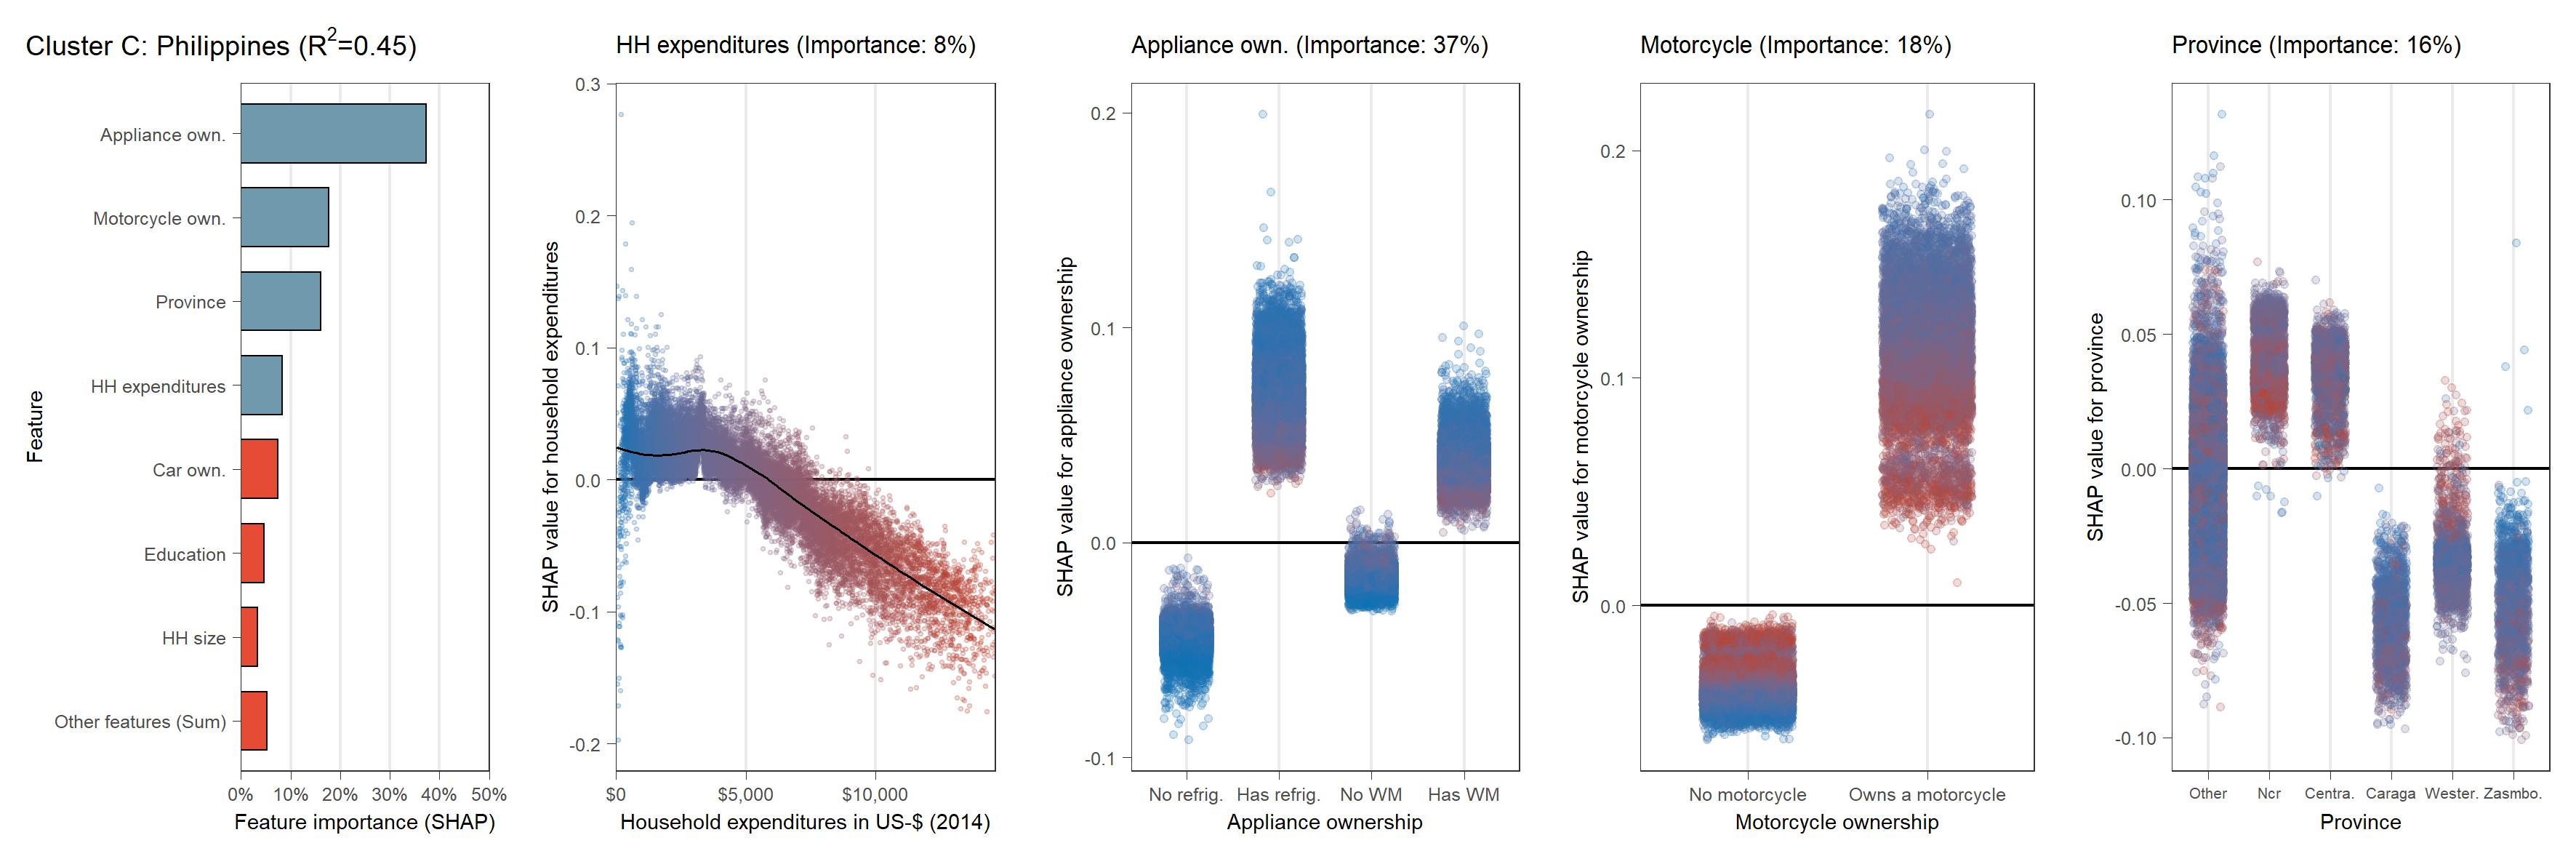 Cluster C: Philippines (R²=0.45)
Feature
Appliance own.
Motorcycle own.
Province
HH expenditures
Car own.
Education
HH size
Other features (Sum)
0% 10% 20% 30% 40% 50%
Feature importance (SHAP)
HH expenditures (Importance: 8%)
SHAP value for household expenditures
0.3
0.2
0.1
0.0
-0.1
-0.2
$0 $5,000 $10,000
Household expenditures in US-$ (2014)
Appliance own. (Importance: 37%)
SHAP value for appliance ownership
0.2
0.1
0.0
-0.1
No refrig. Has refrig. No WM Has WM
Appliance ownership
Motorcycle (Importance: 18%)
SHAP value for motorcycle ownership
0.2
0.1
0.0
No motorcycle Owns a motorcycle
Motorcycle ownership
Province (Importance: 16%)
SHAP value for province
0.10
0.05
0.00
-0.05
-0.10
Other Ncr Centra. Caraga Wester. Zasmbo.
Province